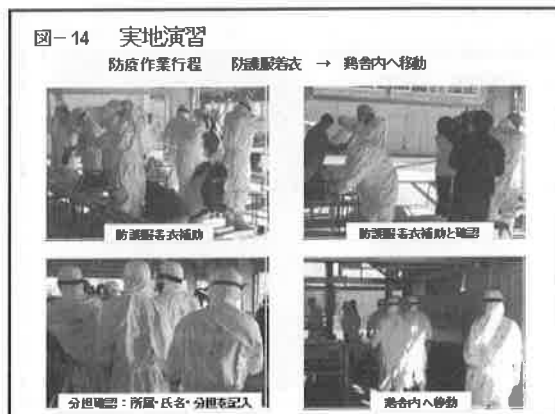 図－14　実地演習
防疫作業行程　防護服着衣　→　鶏舎内へ移動
防護服着衣補助
防護服着衣補助と確認
分担確認：所属・氏名・分担を記入
鶏舎内へ移動